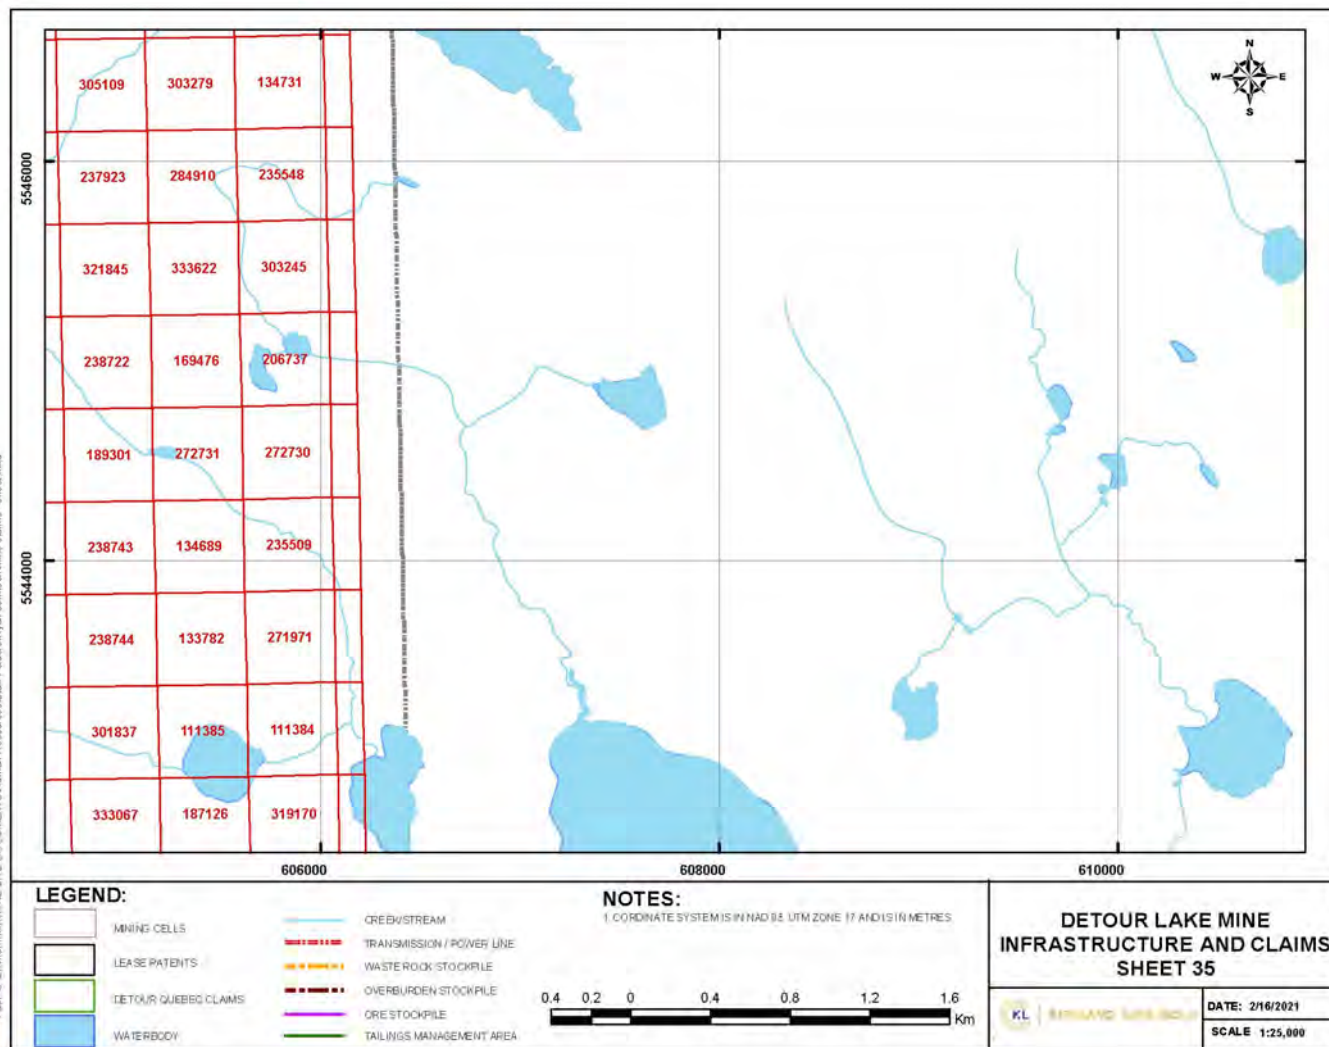 N
W E
S
305109 303279 134731
5546000
237923 284910 235548
321845 333622 303245
238722 169476 206737
189301 272731 272730
5544000
238743 134689 235509
238744 133782 271971
301837 111385 111384
333067 187126 319170
606000 608000 610000
LEGEND:
MINING CELLS
LEASE PATENTS
DETOUR QUEBEC CLAIMS
WATERBODY
CREEK/STREAM
TRANSMISSION / POWER LINE
WASTE ROCK STOCKPILE
OVERBURDEN STOCKPILE
ORE STOCKPILE
TAILINGS MANAGEMENT AREA
NOTES:
1. CORDINATE SYSTEM IS IN NAD 83, UTM ZONE 17 AND IS IN METRES
0.4 0.2 0 0.4 0.8 1.2 1.6
Km
DETOUR LAKE MINE
INFRASTRUCTURE AND CLAIMS
SHEET 35
KL KIRKLAND LAKE GOLD
DATE: 2/16/2021
SCALE 1:25,000